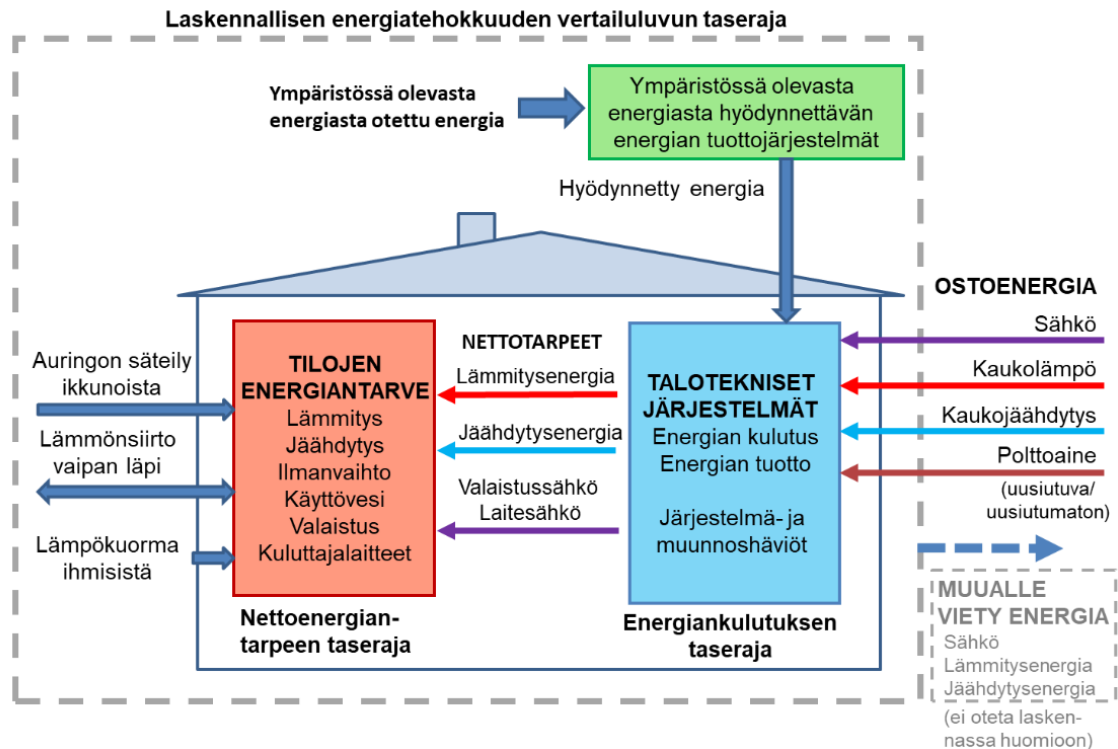 Laskennallisen energiatehokkuuden vertailuluvun taseraja
Ympäristössä olevasta
energiasta otettu energia
Ympäristössä olevasta
energiasta hyödynnettävän
energian tuottojärjestelmät
Hyödynnetty energia
OSTOENERGIA
Sähkö
Kaukolämpö
Kaukojäähdytys
Polttoaine
(uusiutuva/
uusiutumaton)
Auringon säteily
ikkunoista
Lämmönsiirto
vaipan läpi
Lämpökuorma
ihmisistä
TILOJEN
ENERGIANTARVE
Lämmitys
Jäähdytys
Ilmanvaihto
Käyttövesi
Valaistus
Kuluttajalaitteet
Nettoenergian-
tarpeen taseraja
NETTOTARPEET
Lämmitysenergia
Jäähdytysenergia
Valaistussähkö
Laitesähkö
TALOTEKNISET
JÄRJESTELMÄT
Energian kulutus
Energian tuotto
Järjestelmä- ja
muunnoshäviöt
Energiankulutuksen
taseraja
MUUALLE
VIETY ENERGIA
Sähkö
Lämmitysenergia
Jäähdytysenergia
(ei oteta lasken-
nassa huomioon)